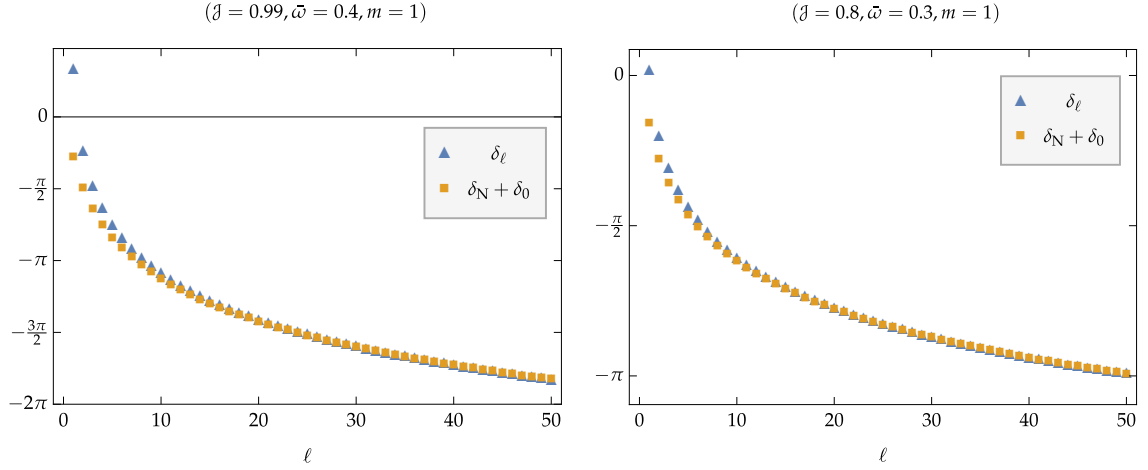 (𝒥 = 0.99, ω̄ = 0.4, m = 1)
0
−π/2
−π
−3π/2
−2π
δ_ℓ
δ_N + δ_0
0 10 20 30 40 50
ℓ
(𝒥 = 0.8, ω̄ = 0.3, m = 1)
0
−π/2
−π
δ_ℓ
δ_N + δ_0
0 10 20 30 40 50
ℓ